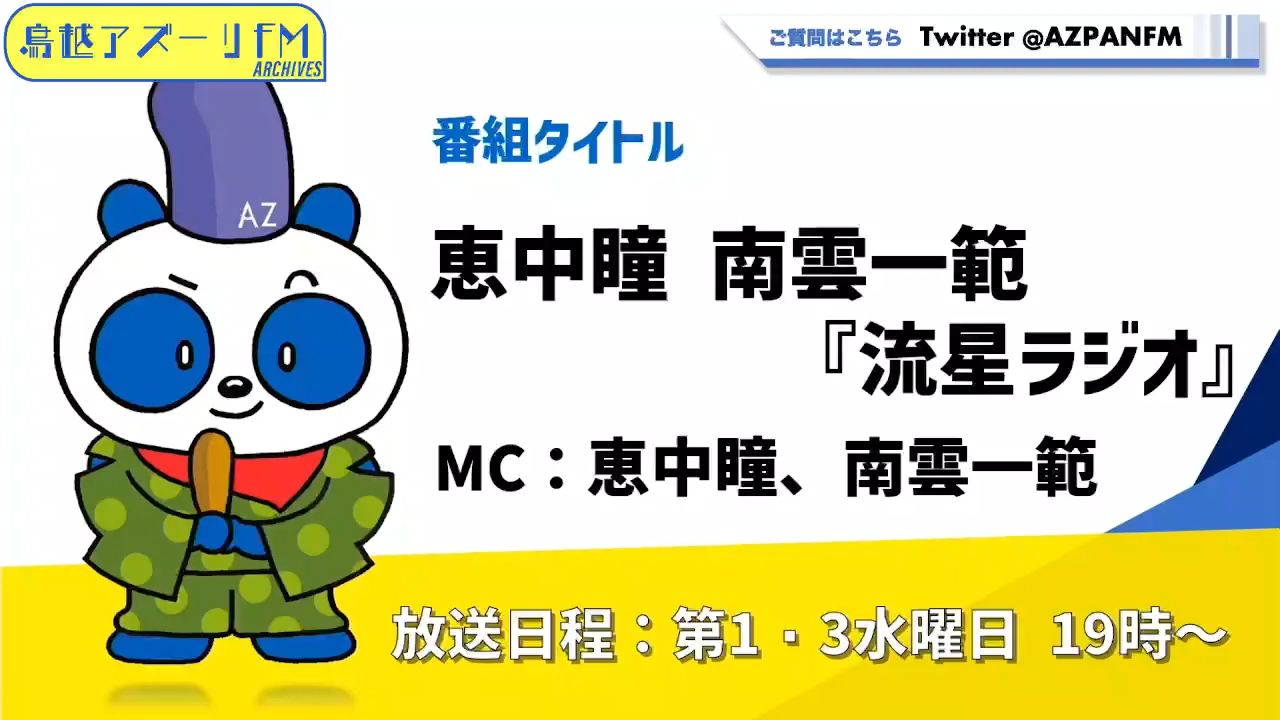 鳥越アズーリFM
ARCHIVES
ご質問はこちら Twitter @AZPANFM
AZ
番組タイトル
恵中瞳 南雲一範
『流星ラジオ』
MC：恵中瞳、南雲一範
放送日程：第1・3水曜日 19時～